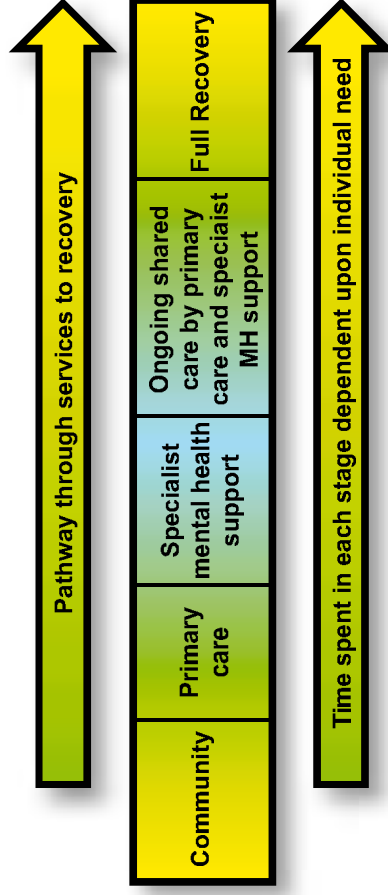 Pathway through services to recovery
Community
Primary
care
Specialist
mental health
support
Ongoing shared
care by primary
care and speciaist
MH support
Full Recovery
Time spent in each stage dependent upon individual need